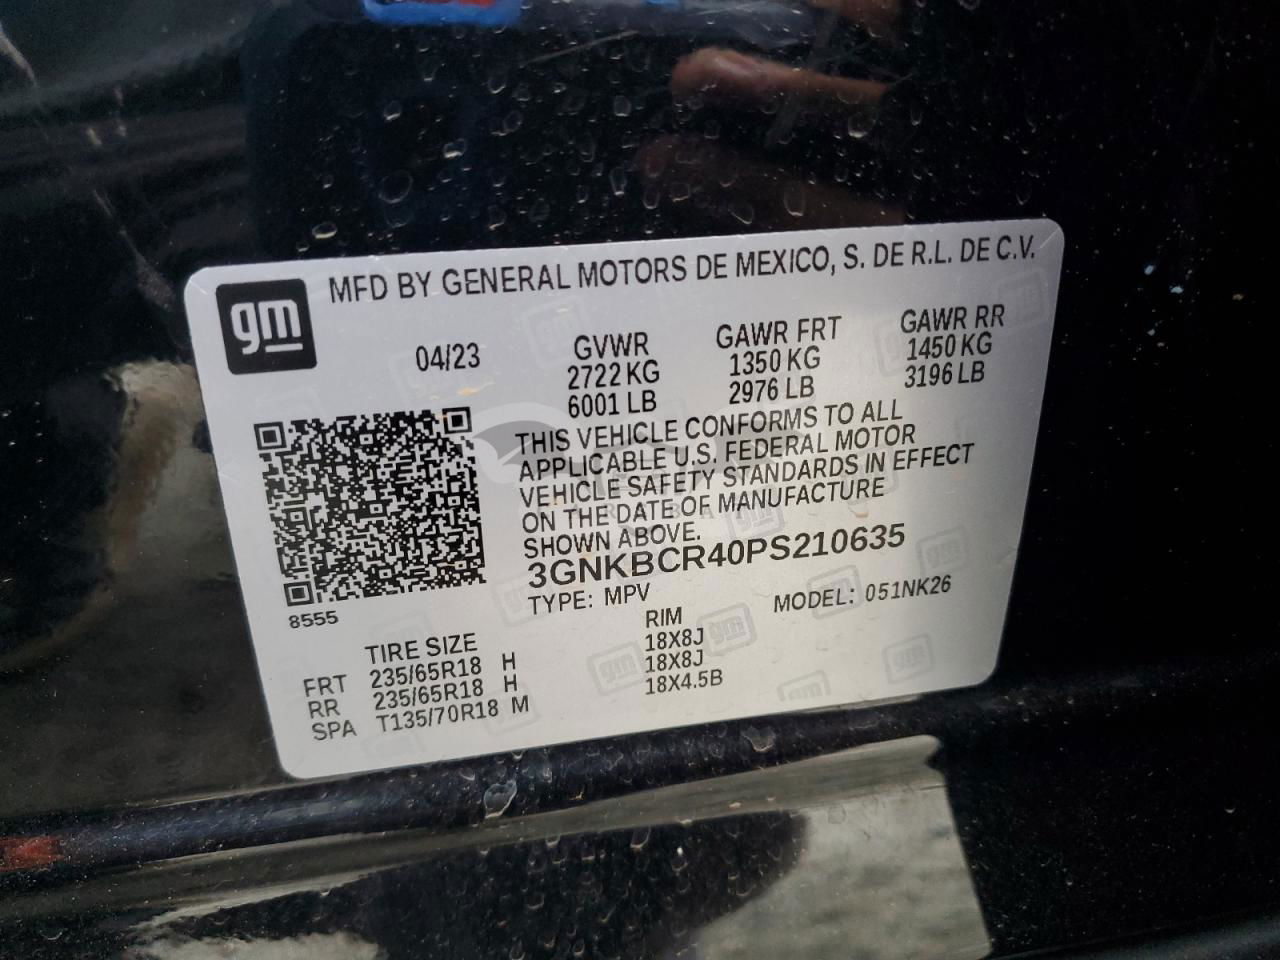 gm MFD BY GENERAL MOTORS DE MEXICO, S. DE R.L. DE C.V.
04/23 GVWR GAWR FRT GAWR RR
2722 KG 1350 KG 1450 KG
6001 LB 2976 LB 3196 LB
THIS VEHICLE CONFORMS TO ALL
APPLICABLE U.S. FEDERAL MOTOR
VEHICLE SAFETY STANDARDS IN EFFECT
ON THE DATE OF MANUFACTURE
SHOWN ABOVE.
3GNKBCR40PS210635
TYPE: MPV MODEL: 051NK26
8555
TIRE SIZE RIM
FRT 235/65R18 H 18X8J
RR 235/65R18 H 18X8J
SPA T135/70R18 M 18X4.5B